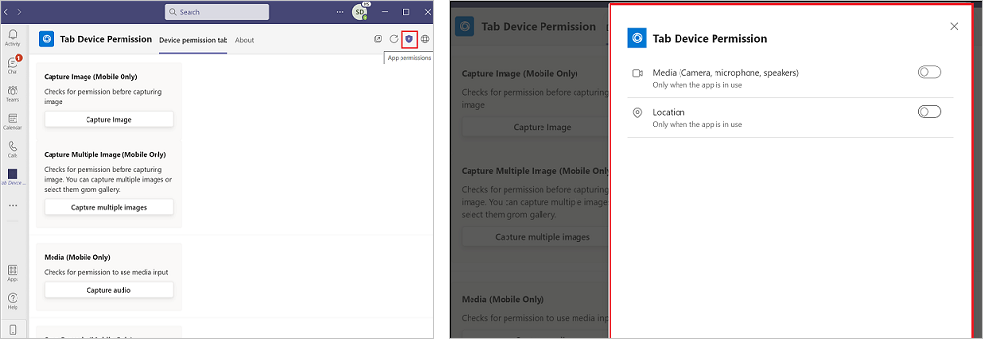 Search
SD
Activity
1
Chat
Teams
Calendar
Calls
Tab Device...
Apps
Help
Tab Device Permission
Device permission tab
About
App permissions
Capture Image (Mobile Only)
Checks for permission before capturing
image
Capture Image
Capture Multiple Image (Mobile Only)
Checks for permission before capturing
image. You can capture multiple images or
select them grom gallery.
Capture multiple images
Media (Mobile Only)
Checks for permission to use media input
Capture audio
Tab Device Permission
Capture Image (Mobile Only)
Checks for permission before capturing
image
Capture Image
Capture Multiple Image (Mobile Only)
Checks for permission before capturing
image. You can capture multiple images or
select them grom gallery.
Capture multiple images
Media (Mobile Only)
Checks for permission to use media input
Tab Device Permission
Media (Camera, microphone, speakers)
Only when the app is in use
Location
Only when the app is in use